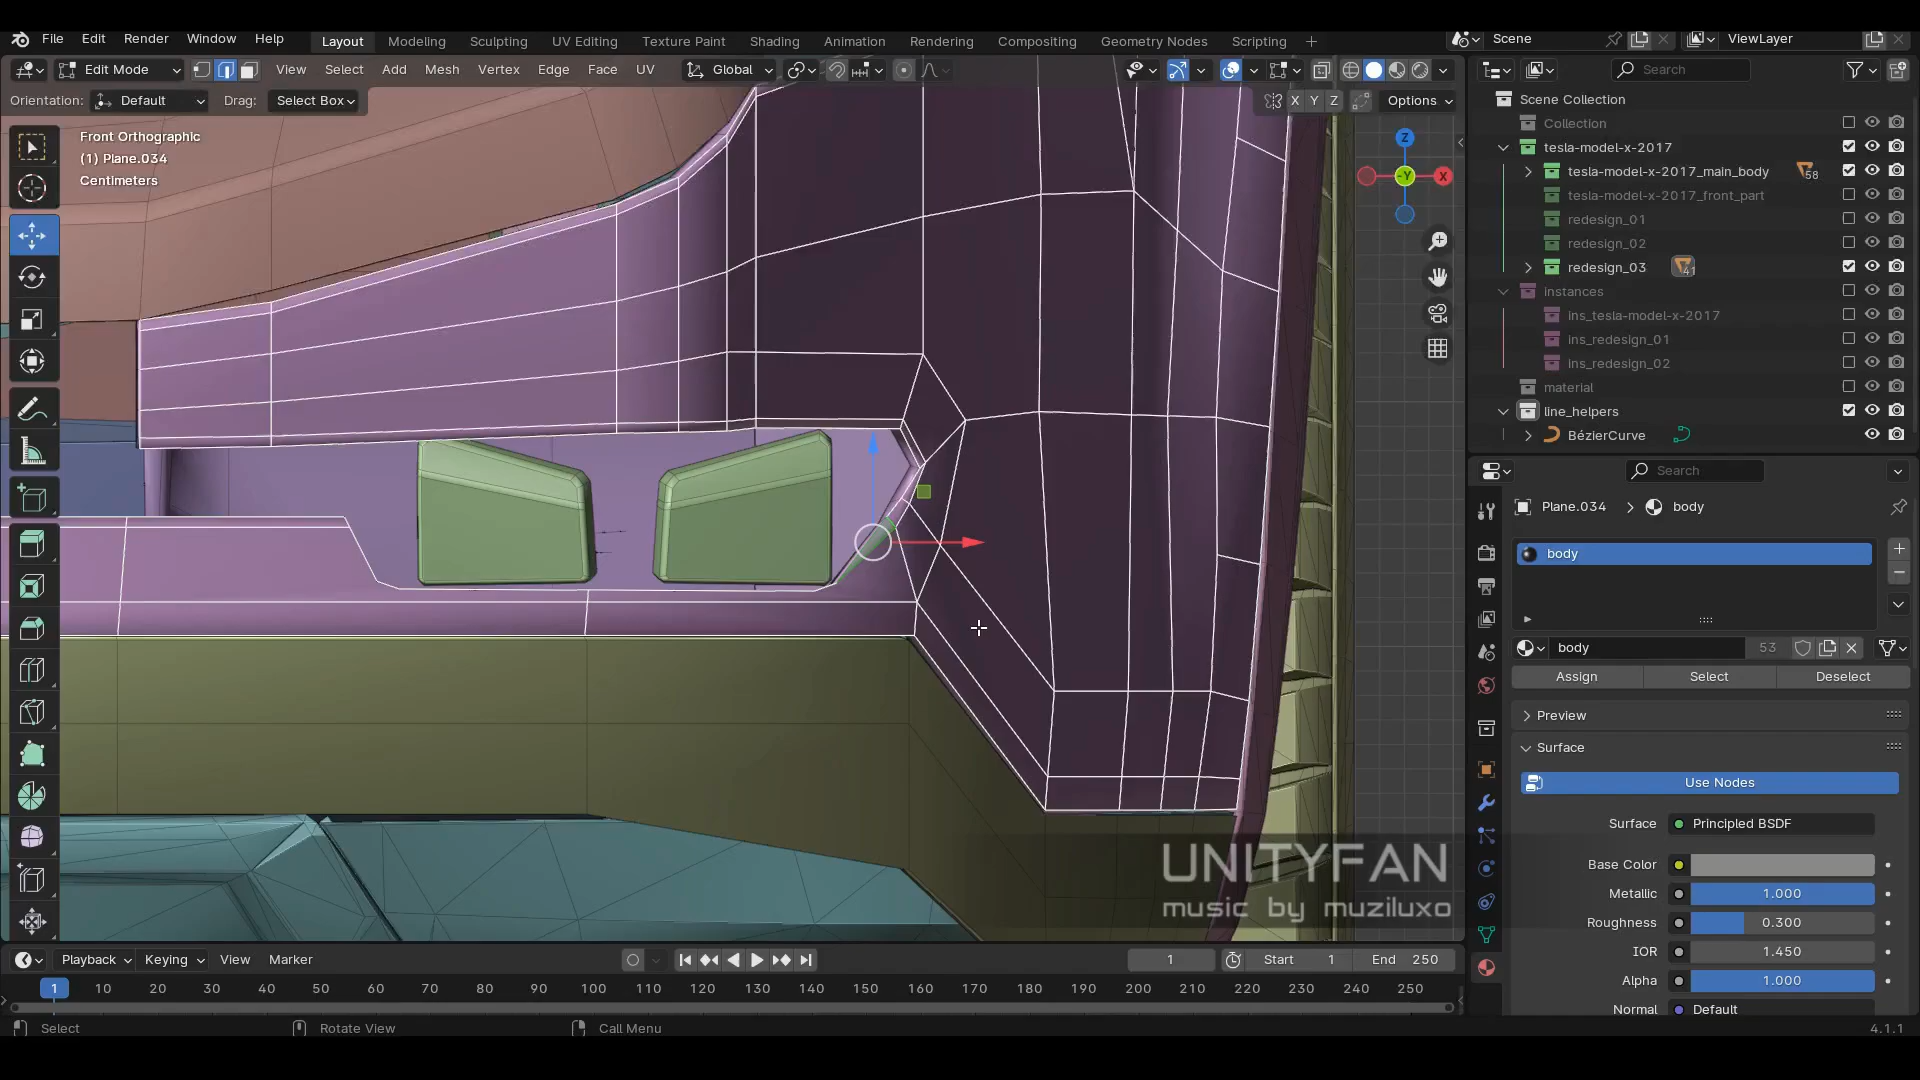 File Edit Render Window Help Layout Modeling Sculpting UV Editing Texture Paint Shading Animation Rendering Compositing Geometry Nodes Scripting + Scene ViewLayer
Edit Mode View Select Add Mesh Vertex Edge Face UV Global Search
Orientation: Default Drag: Select Box X Y Z Options
Front Orthographic
(1) Plane.034
Centimeters
Z
-Y
X
Scene Collection
Collection
tesla-model-x-2017
tesla-model-x-2017_main_body 58
tesla-model-x-2017_front_part
redesign_01
redesign_02
redesign_03 41
instances
ins_tesla-model-x-2017
ins_redesign_01
ins_redesign_02
material
line_helpers
BézierCurve
Search
Plane.034 > body
body
body 53
Assign Select Deselect
Preview
Surface
Use Nodes
Surface Principled BSDF
Base Color
Metallic 1.000
Roughness 0.300
IOR 1.450
Alpha 1.000
Normal Default
UNITYFAN
music by muziluxo
Playback Keying View Marker 1 Start 1 End 250
1 10 20 30 40 50 60 70 80 90 100 110 120 130 140 150 160 170 180 190 200 210 220 230 240 250
Select Rotate View Call Menu 4.1.1